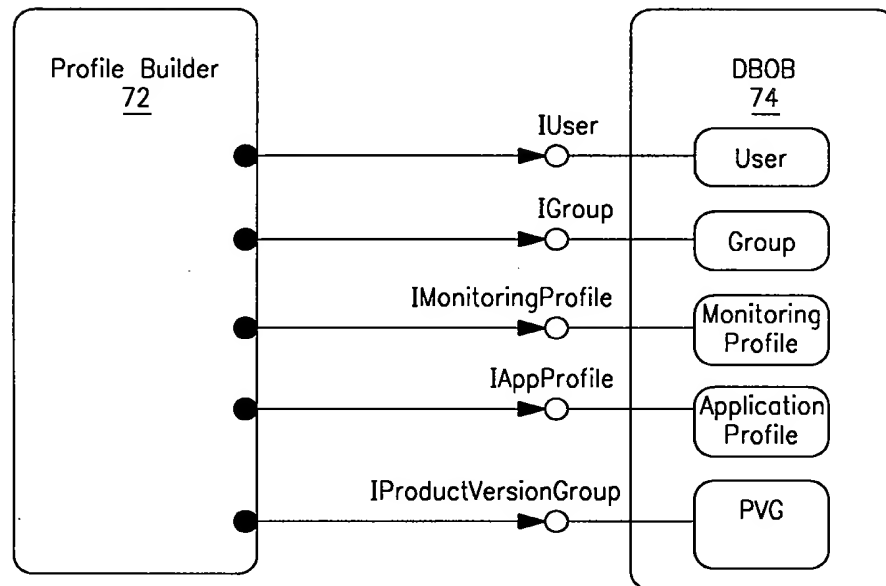 Profile Builder
72
DBOB
74
IUser
User
IGroup
Group
IMonitoringProfile
Monitoring
Profile
IAppProfile
Application
Profile
IProductVersionGroup
PVG